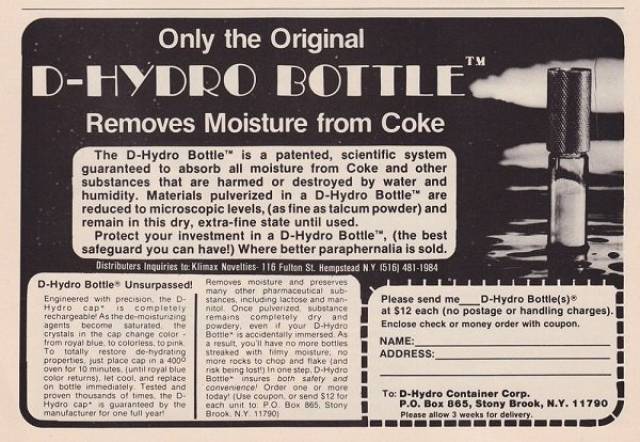 Only the Original
D-HYDRO BOTTLE™
Removes Moisture from Coke
The D-Hydro Bottle™ is a patented, scientific system
guaranteed to absorb all moisture from Coke and other
substances that are harmed or destroyed by water and
humidity. Materials pulverized in a D-Hydro Bottle™ are
reduced to microscopic levels, (as fine as talcum powder) and
remain in this dry, extra-fine state until used.
Protect your investment in a D-Hydro Bottle™, (the best
safeguard you can have!) Where better paraphernalia is sold.
Distributers Inquiries to: Klimax Novelties- 116 Fulton St. Hempstead N.Y (516) 481-1984
D-Hydro Bottle® Unsurpassed!
Engineered with precision, the D-
Hydro cap® is completely
rechargeable! As the de-moisturizing
agents become saturated, the
crystals in the cap change color -
from royal blue, to colorless, to pink.
To totally restore de-hydrating
properties, just place cap in a 400°
oven for 10 minutes, (until royal blue
color returns), let cool, and replace
on bottle immediately. Tested and
proven thousands of times, the D-
Hydro cap® is guaranteed by the
manufacturer for one full year!
Removes moisture and preserves
many other pharmaceutical sub-
stances, including lactose and man-
nitol. Once pulverized, substance
remains completely dry and
powdery, even if your D-Hydro
Bottle® is accidentally immersed. As
a result, you'll have no more bottles
streaked with filmy moisture, no
more rocks to chop and flake (and
risk being lost!) In one step, D-Hydro
Bottle® insures both safety and
convenience! Order one or more
today! (Use coupon, or send $12 for
each unit to: P.O. Box 865, Stony
Brook, N.Y. 11790)
Please send me___D-Hydro Bottle(s)®
at $12 each (no postage or handling charges).
Enclose check or money order with coupon.
NAME:
ADDRESS:
To: D-Hydro Container Corp.
P.O. Box 865, Stony Brook, N.Y. 11790
Please allow 3 weeks for delivery.